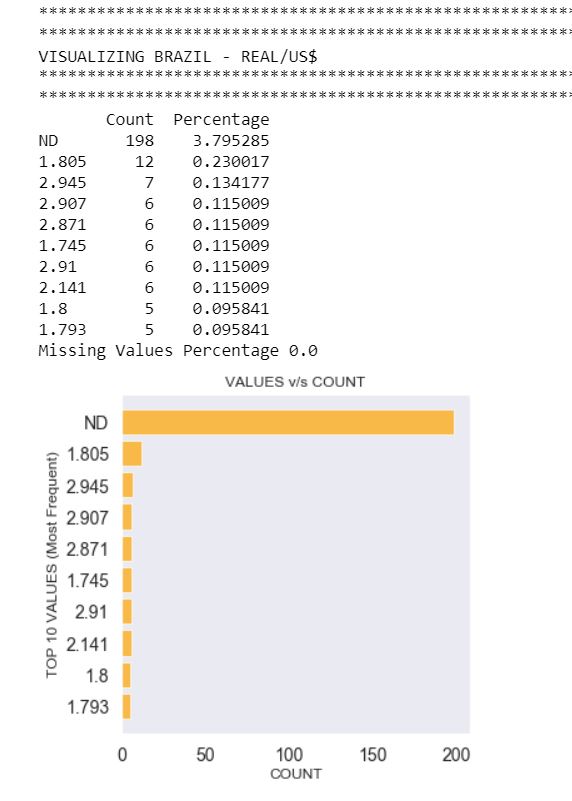 ************************************************************
************************************************************
VISUALIZING BRAZIL - REAL/US$
************************************************************
************************************************************
Count Percentage
ND 198 3.795285
1.805 12 0.230017
2.945 7 0.134177
2.907 6 0.115009
2.871 6 0.115009
1.745 6 0.115009
2.91 6 0.115009
2.141 6 0.115009
1.8 5 0.095841
1.793 5 0.095841
Missing Values Percentage 0.0
VALUES v/s COUNT
TOP 10 VALUES (Most Frequent)
ND
1.805
2.945
2.907
2.871
1.745
2.91
2.141
1.8
1.793
0 50 100 150 200
COUNT